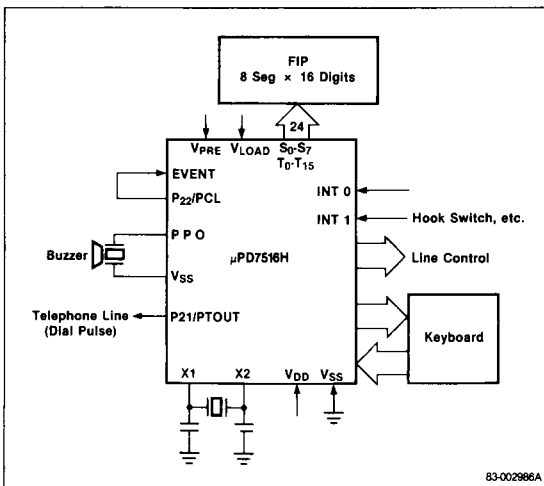 FIP
8 Seg × 16 Digits
24
VPRE VLOAD S0-S7
T0-T15
EVENT
P22/PCL
INT 0
INT 1
Hook Switch, etc.
PPO
Buzzer
µPD7516H
Line Control
VSS
Telephone Line
(Dial Pulse)
P21/PTOUT
Keyboard
X1 X2 VDD VSS
83-002986A